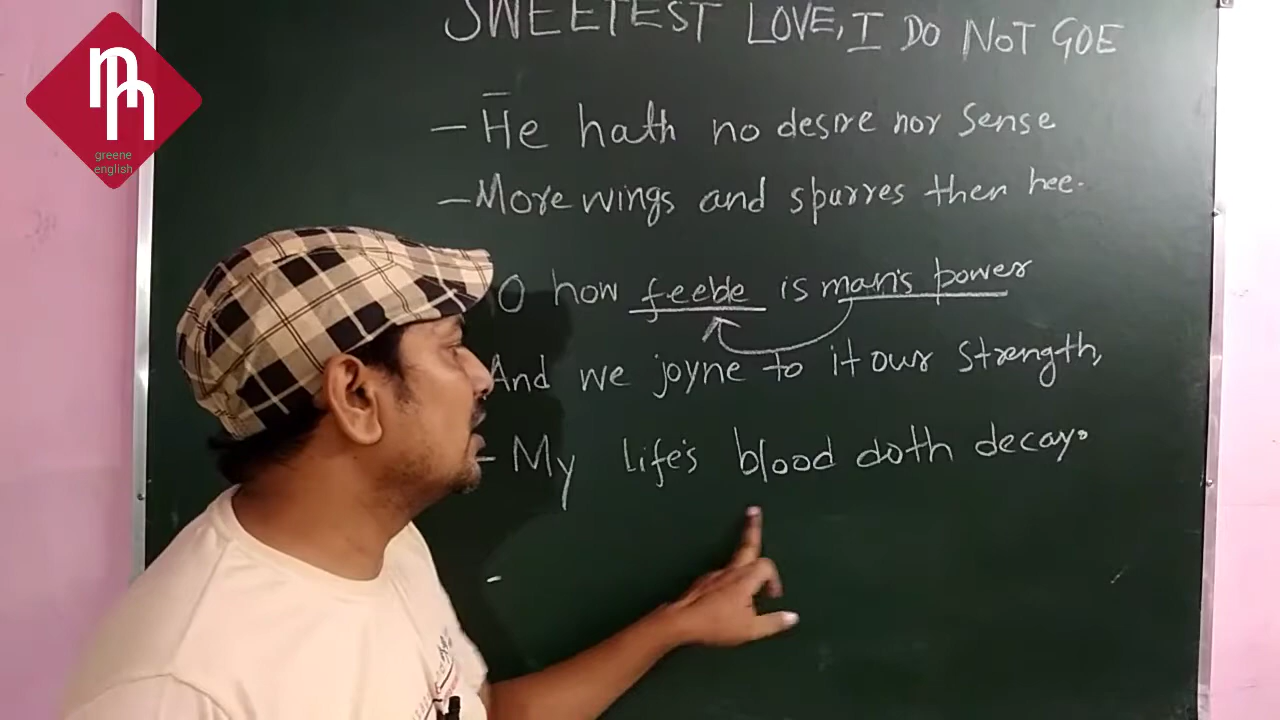 greene
english
SWEETEST LOVE, I DO NOT GOE
- He hath no desire nor Sense
- More wings and spurres then hee.
O how feeble is man's power
And we joyne to it our Strength,
- My life's blood doth decay.